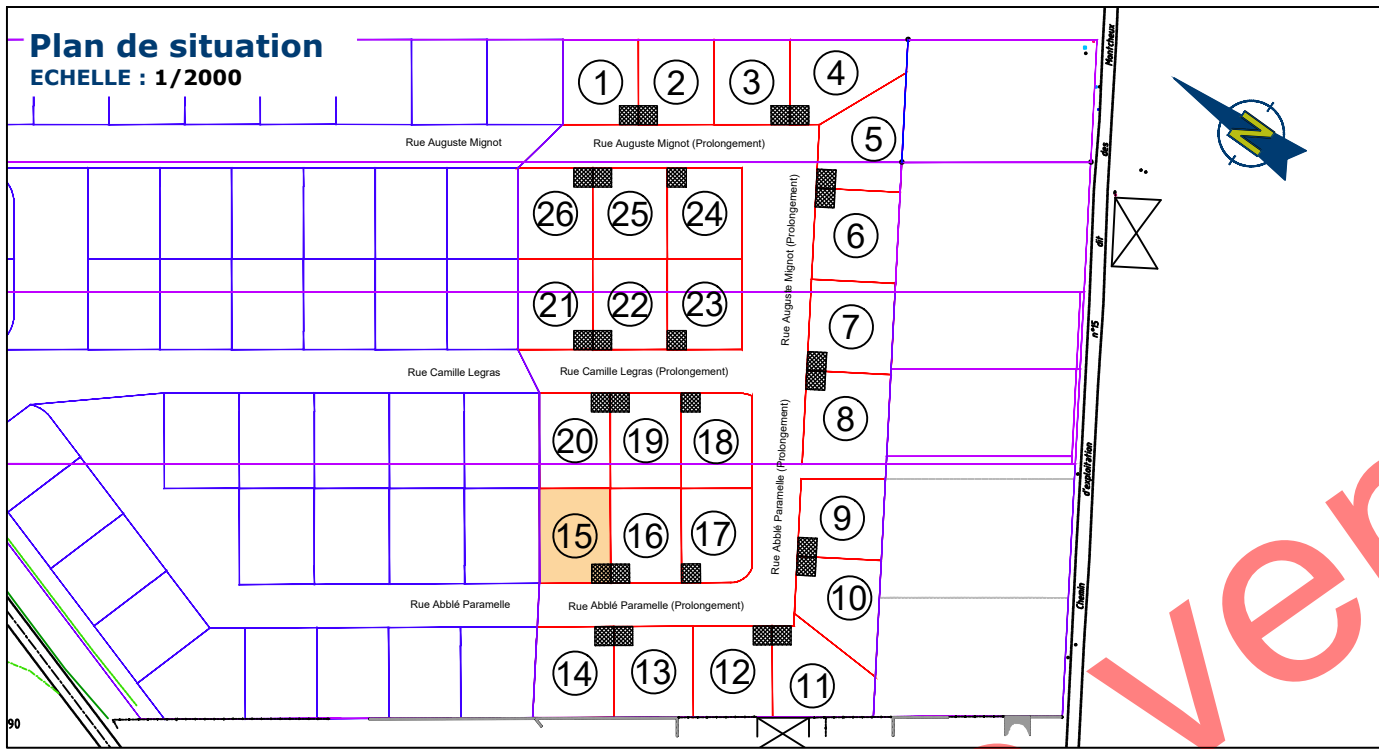 Plan de situation
ECHELLE : 1/2000
1
2
3
4
5
Rue Auguste Mignot
Rue Auguste Mignot (Prolongement)
26
25
24
Rue Auguste Mignot (Prolongement)
6
21
22
23
7
Rue Camille Legras
Rue Camille Legras (Prolongement)
20
19
18
8
Rue Abblé Paramelle (Prolongement)
15
16
17
9
10
Rue Abblé Paramelle
Rue Abblé Paramelle (Prolongement)
14
13
12
11
90
Chemin d'exploitation n°15 dit des Montcheux
N
ver